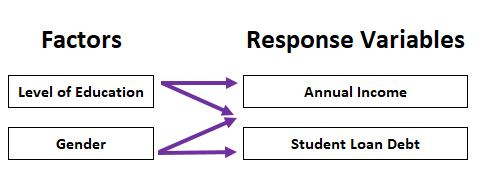 Factors
Response Variables
Level of Education
Annual Income
Gender
Student Loan Debt